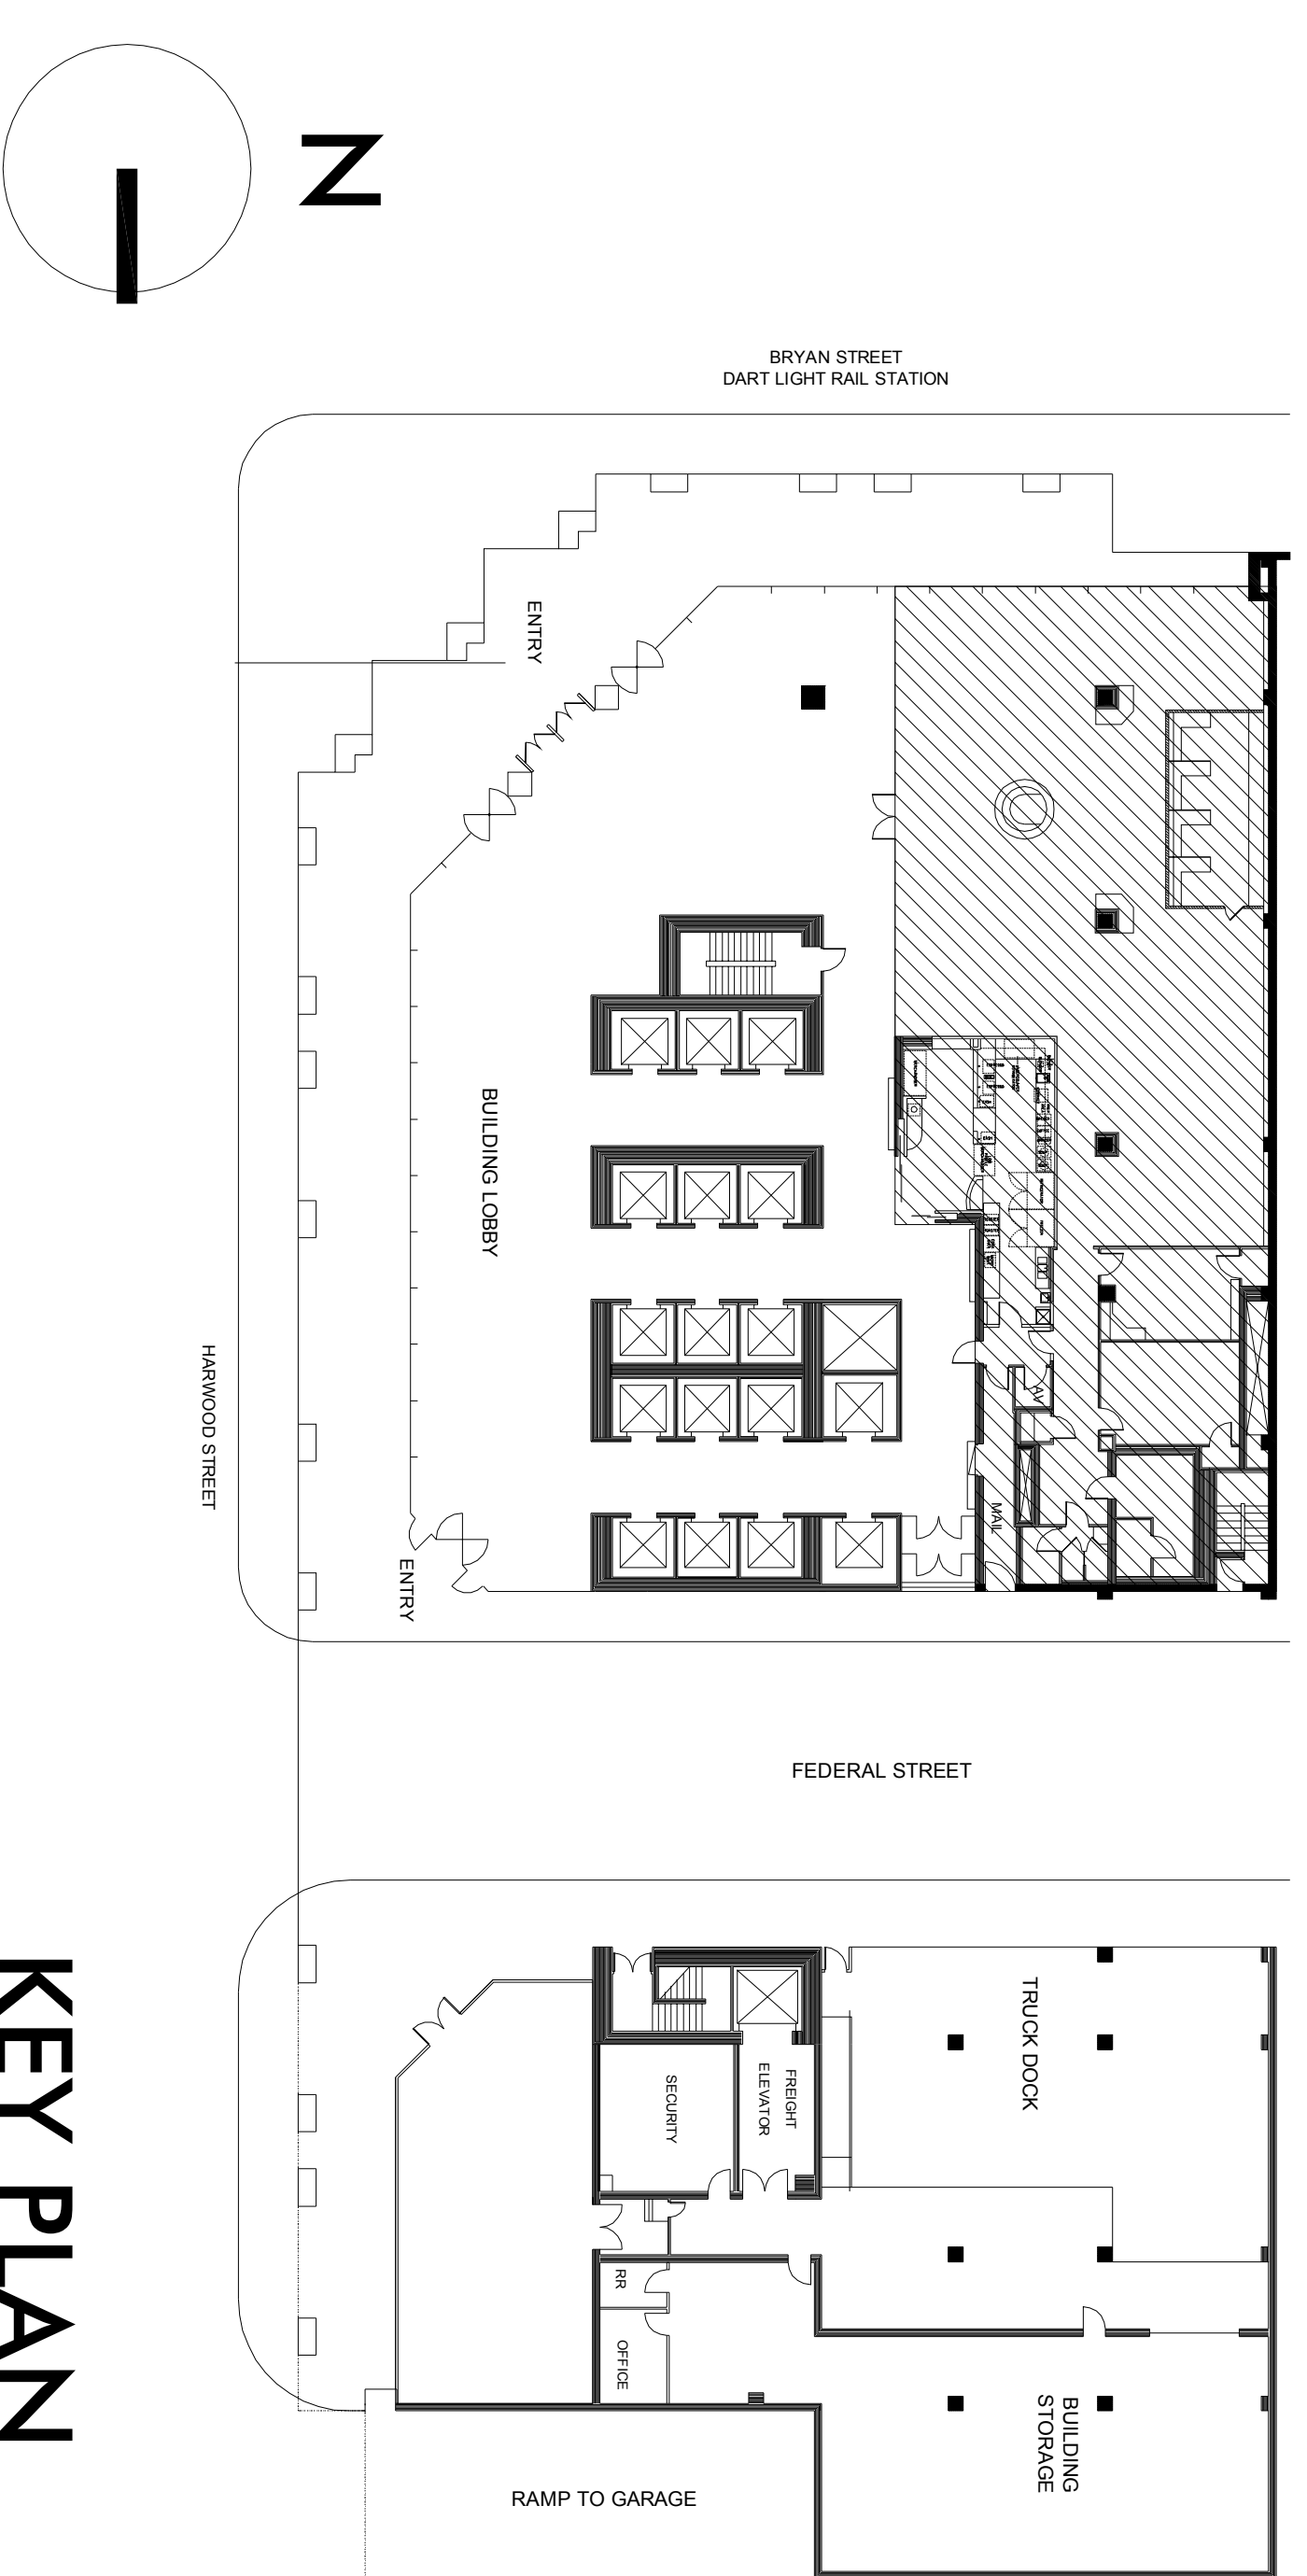 N
BRYAN STREET
DART LIGHT RAIL STATION
ENTRY
BUILDING LOBBY
HARWOOD STREET
AV
MAIL
ENTRY
FEDERAL STREET
TRUCK DOCK
FREIGHT
ELEVATOR
SECURITY
RR
OFFICE
BUILDING
STORAGE
RAMP TO GARAGE
KEY PLAN